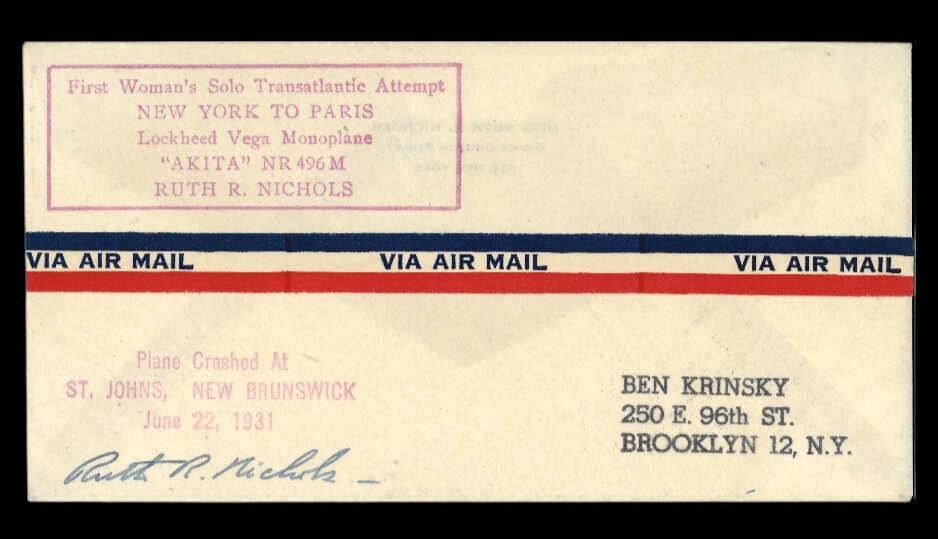 First Woman's Solo Transatlantic Attempt
NEW YORK TO PARIS
Lockheed Vega Monoplane
"AKITA" NR 496 M
RUTH R. NICHOLS
VIA AIR MAIL VIA AIR MAIL VIA AIR MAIL
Plane Crashed At
ST. JOHNS, NEW BRUNSWICK
June 22, 1931
Ruth R. Nichols
BEN KRINSKY
250 E. 96th ST.
BROOKLYN 12, N.Y.